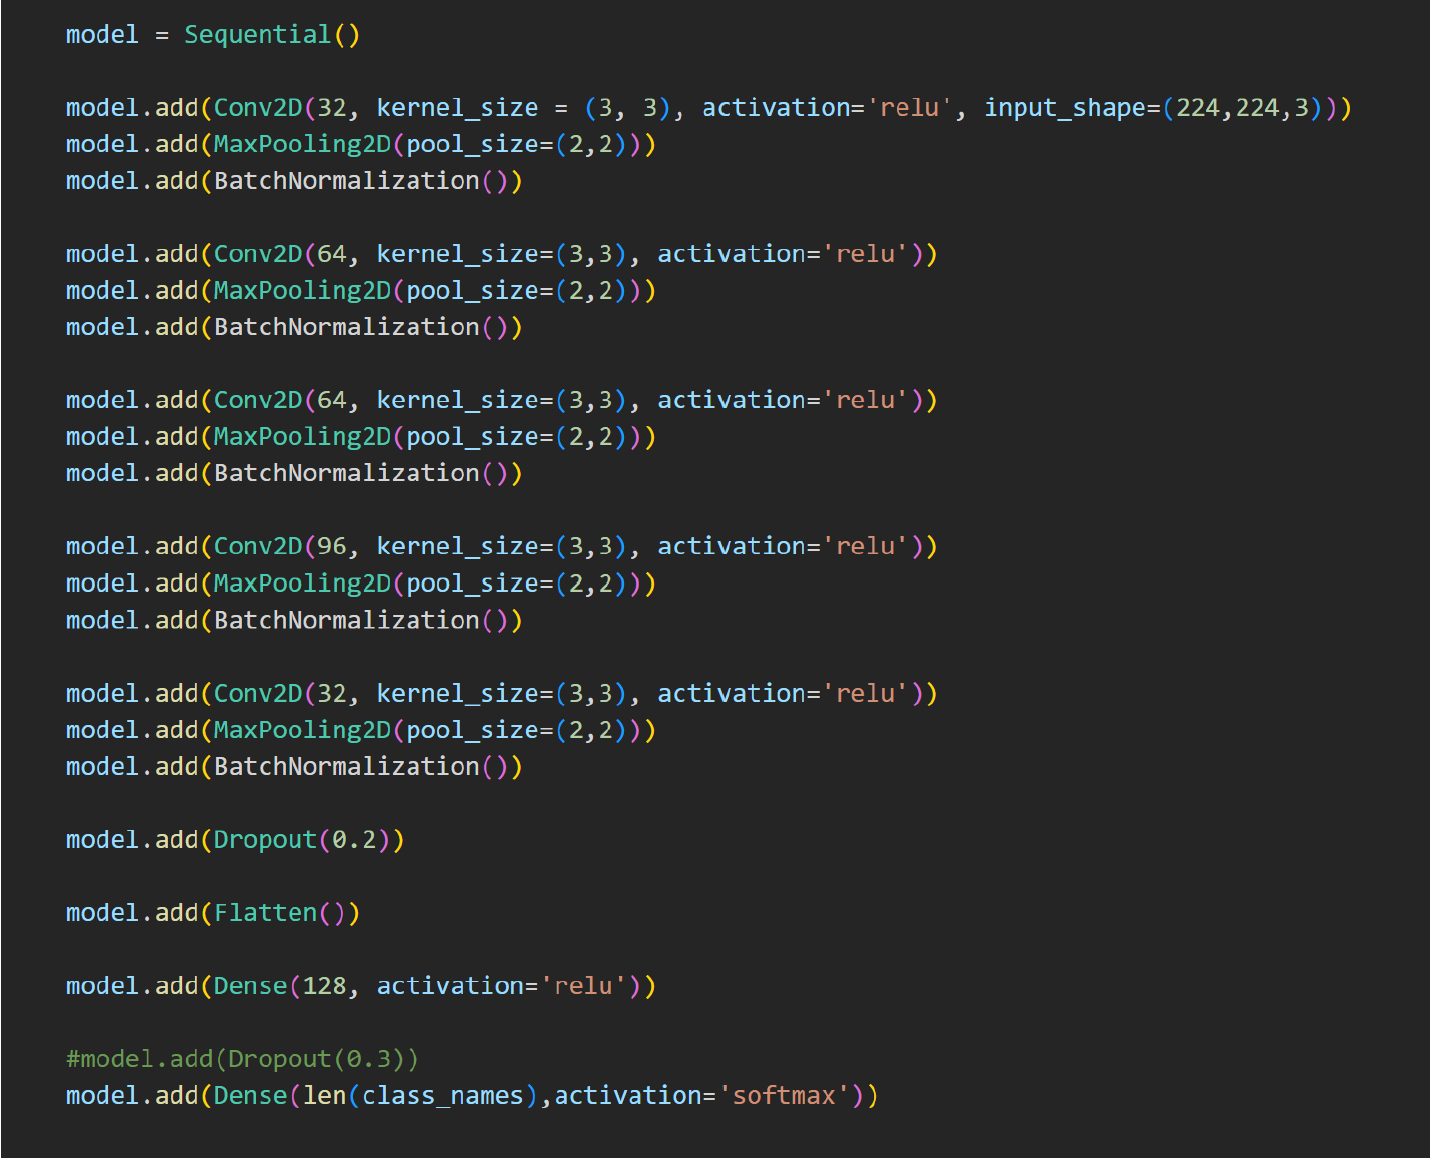 model = Sequential()
model.add(Conv2D(32, kernel_size = (3, 3), activation='relu', input_shape=(224,224,3)))
model.add(MaxPooling2D(pool_size=(2,2)))
model.add(BatchNormalization())
model.add(Conv2D(64, kernel_size=(3,3), activation='relu'))
model.add(MaxPooling2D(pool_size=(2,2)))
model.add(BatchNormalization())
model.add(Conv2D(64, kernel_size=(3,3), activation='relu'))
model.add(MaxPooling2D(pool_size=(2,2)))
model.add(BatchNormalization())
model.add(Conv2D(96, kernel_size=(3,3), activation='relu'))
model.add(MaxPooling2D(pool_size=(2,2)))
model.add(BatchNormalization())
model.add(Conv2D(32, kernel_size=(3,3), activation='relu'))
model.add(MaxPooling2D(pool_size=(2,2)))
model.add(BatchNormalization())
model.add(Dropout(0.2))
model.add(Flatten())
model.add(Dense(128, activation='relu'))
#model.add(Dropout(0.3))
model.add(Dense(len(class_names),activation='softmax'))